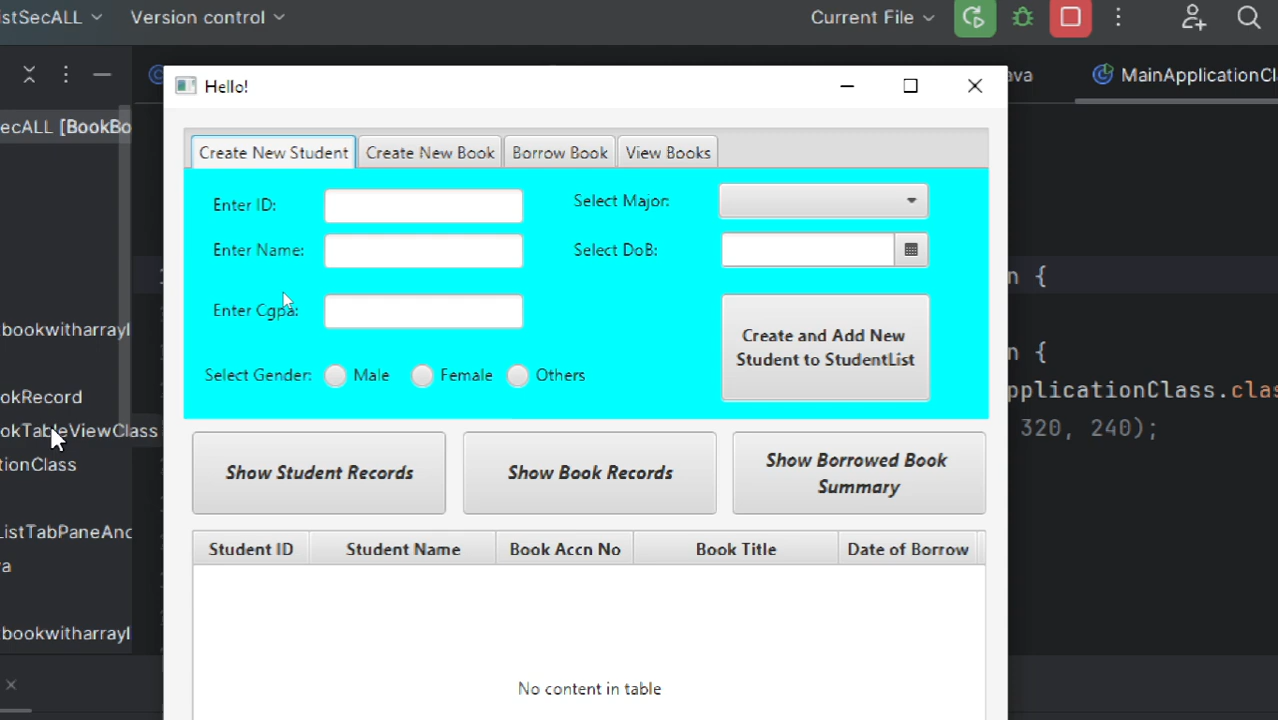 istSecALL
Version control
Current File
ava
MainApplicationCl
Hello!
ecALL [BookBo
Create New Student
Create New Book
Borrow Book
View Books
Enter ID:
Select Major:
Enter Name:
Select DoB:
n {
bookwitharrayl
Enter Cgpa:
Create and Add New
Student to StudentList
n {
Select Gender:
Male
Female
Others
pplicationClass.clas
okRecord
okTableViewClass
320, 240);
tionClass
Show Student Records
Show Book Records
Show Borrowed Book
Summary
ListTabPaneAnc
a
Student ID
Student Name
Book Accn No
Book Title
Date of Borrow
bookwitharrayl
No content in table